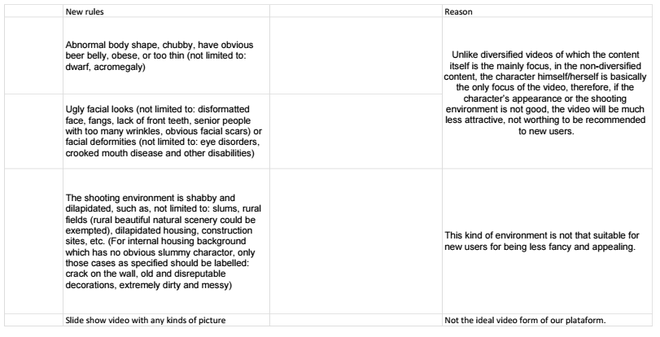 New rules
Reason
Abnormal body shape, chubby, have obvious
beer belly, obese, or too thin (not limited to:
dwarf, acromegaly)
Unlike diversified videos of which the content
itself is the mainly focus, in the non-diversified
content, the character himself/herself is basically
the only focus of the video, therefore, if the
character's appearance or the shooting
environment is not good, the video will be much
less attractive, not worthing to be recommended
to new users.
Ugly facial looks (not limited to: disformatted
face, fangs, lack of front teeth, senior people
with too many wrinkles, obvious facial scars) or
facial deformities (not limited to: eye disorders,
crooked mouth disease and other disabilities)
The shooting environment is shabby and
dilapidated, such as, not limited to: slums, rural
fields (rural beautiful natural scenery could be
exempted), dilapidated housing, construction
sites, etc. (For internal housing background
which has no obvious slummy charactor, only
those cases as specified should be labelled:
crack on the wall, old and disreputable
decorations, extremely dirty and messy)
This kind of environment is not that suitable for
new users for being less fancy and appealing.
Slide show video with any kinds of picture
Not the ideal video form of our plataform.